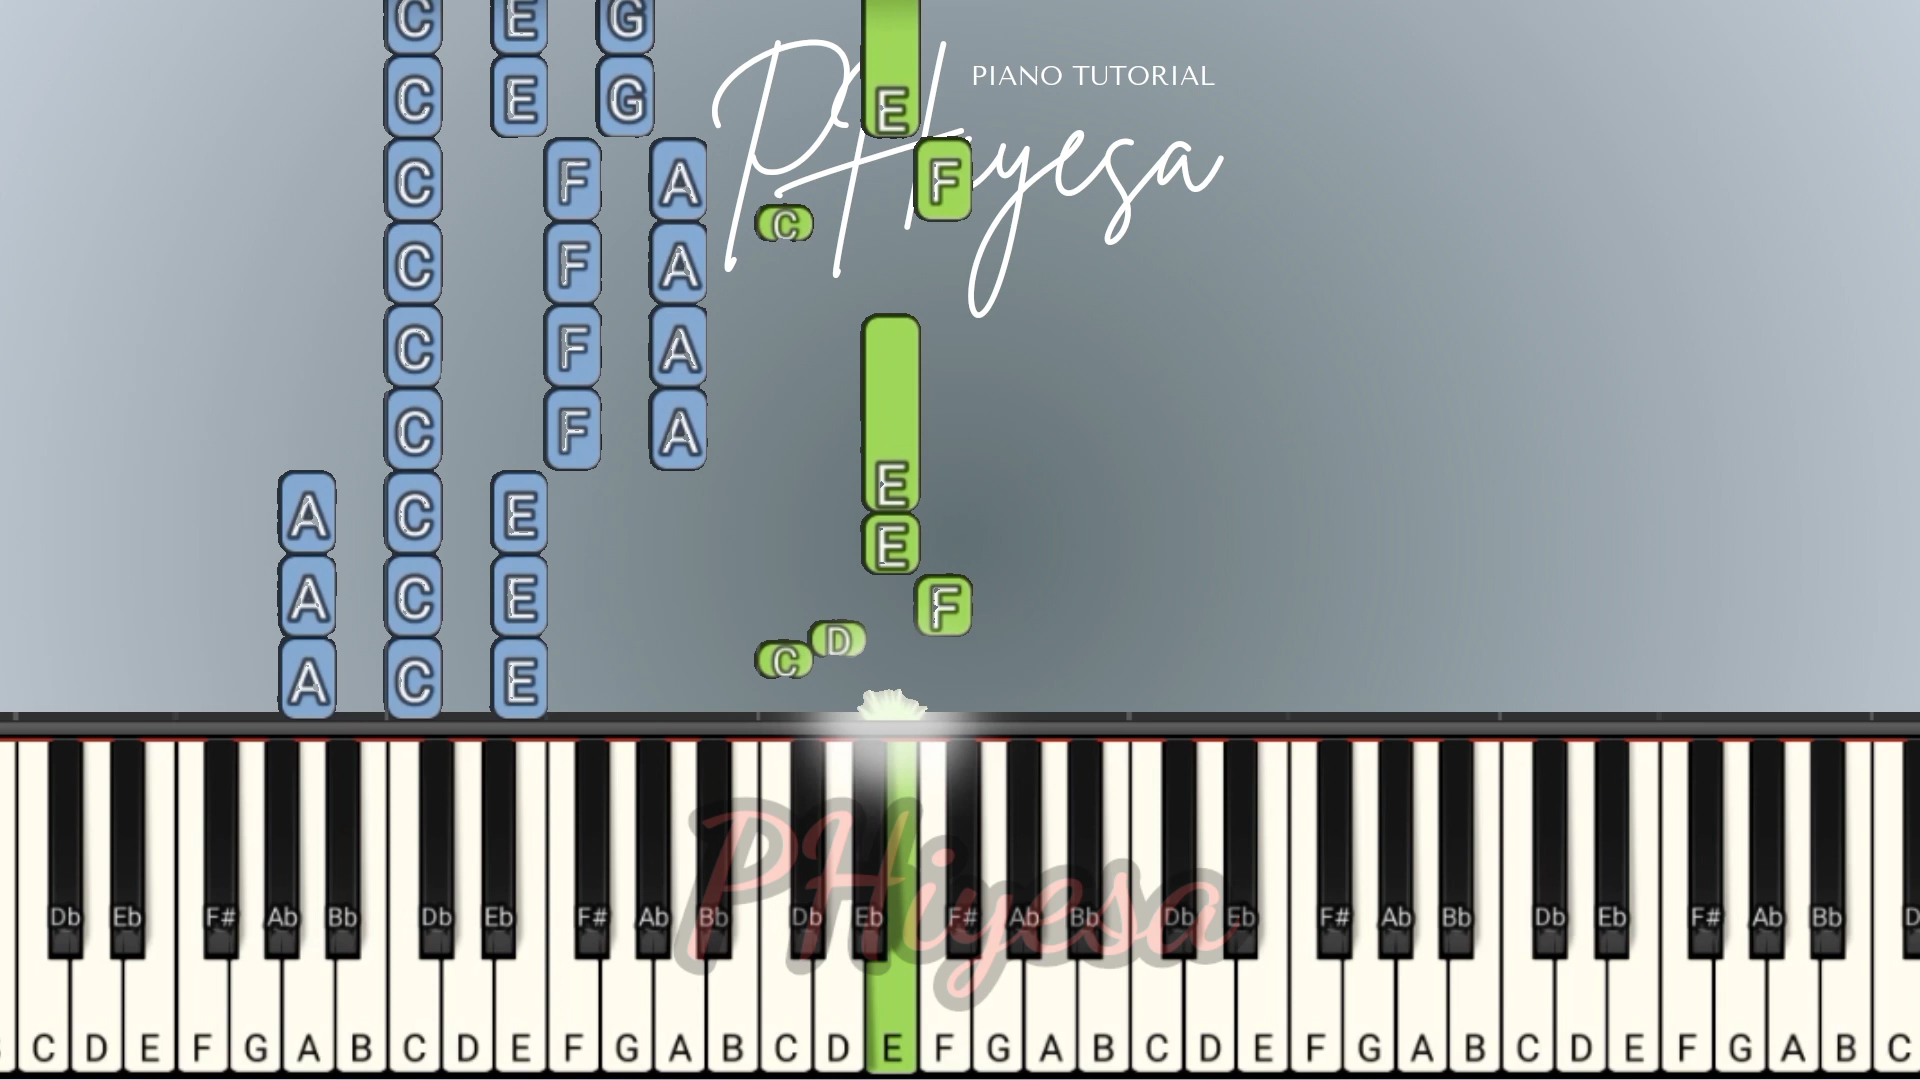 C E G
PIANO TUTORIAL
PHiyesa
C E G E
C F A F
C F A C
C F A
C F A E
A C E E
A C E F
D
A C E C
PHiyesa
Db Eb F# Ab Bb Db Eb F# Ab Bb Db Eb F# Ab Bb Db Eb F# Ab Bb Db Eb F# Ab Bb D
C D E F G A B C D E F G A B C D E F G A B C D E F G A B C D E F G A B C